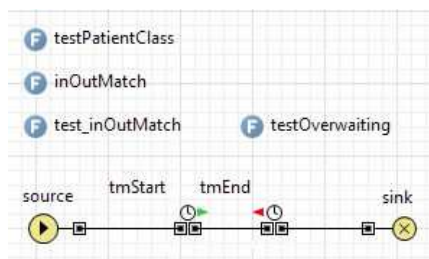 F testPatientClass
F inOutMatch
F test_inOutMatch F testOverwaiting
source tmStart tmEnd sink